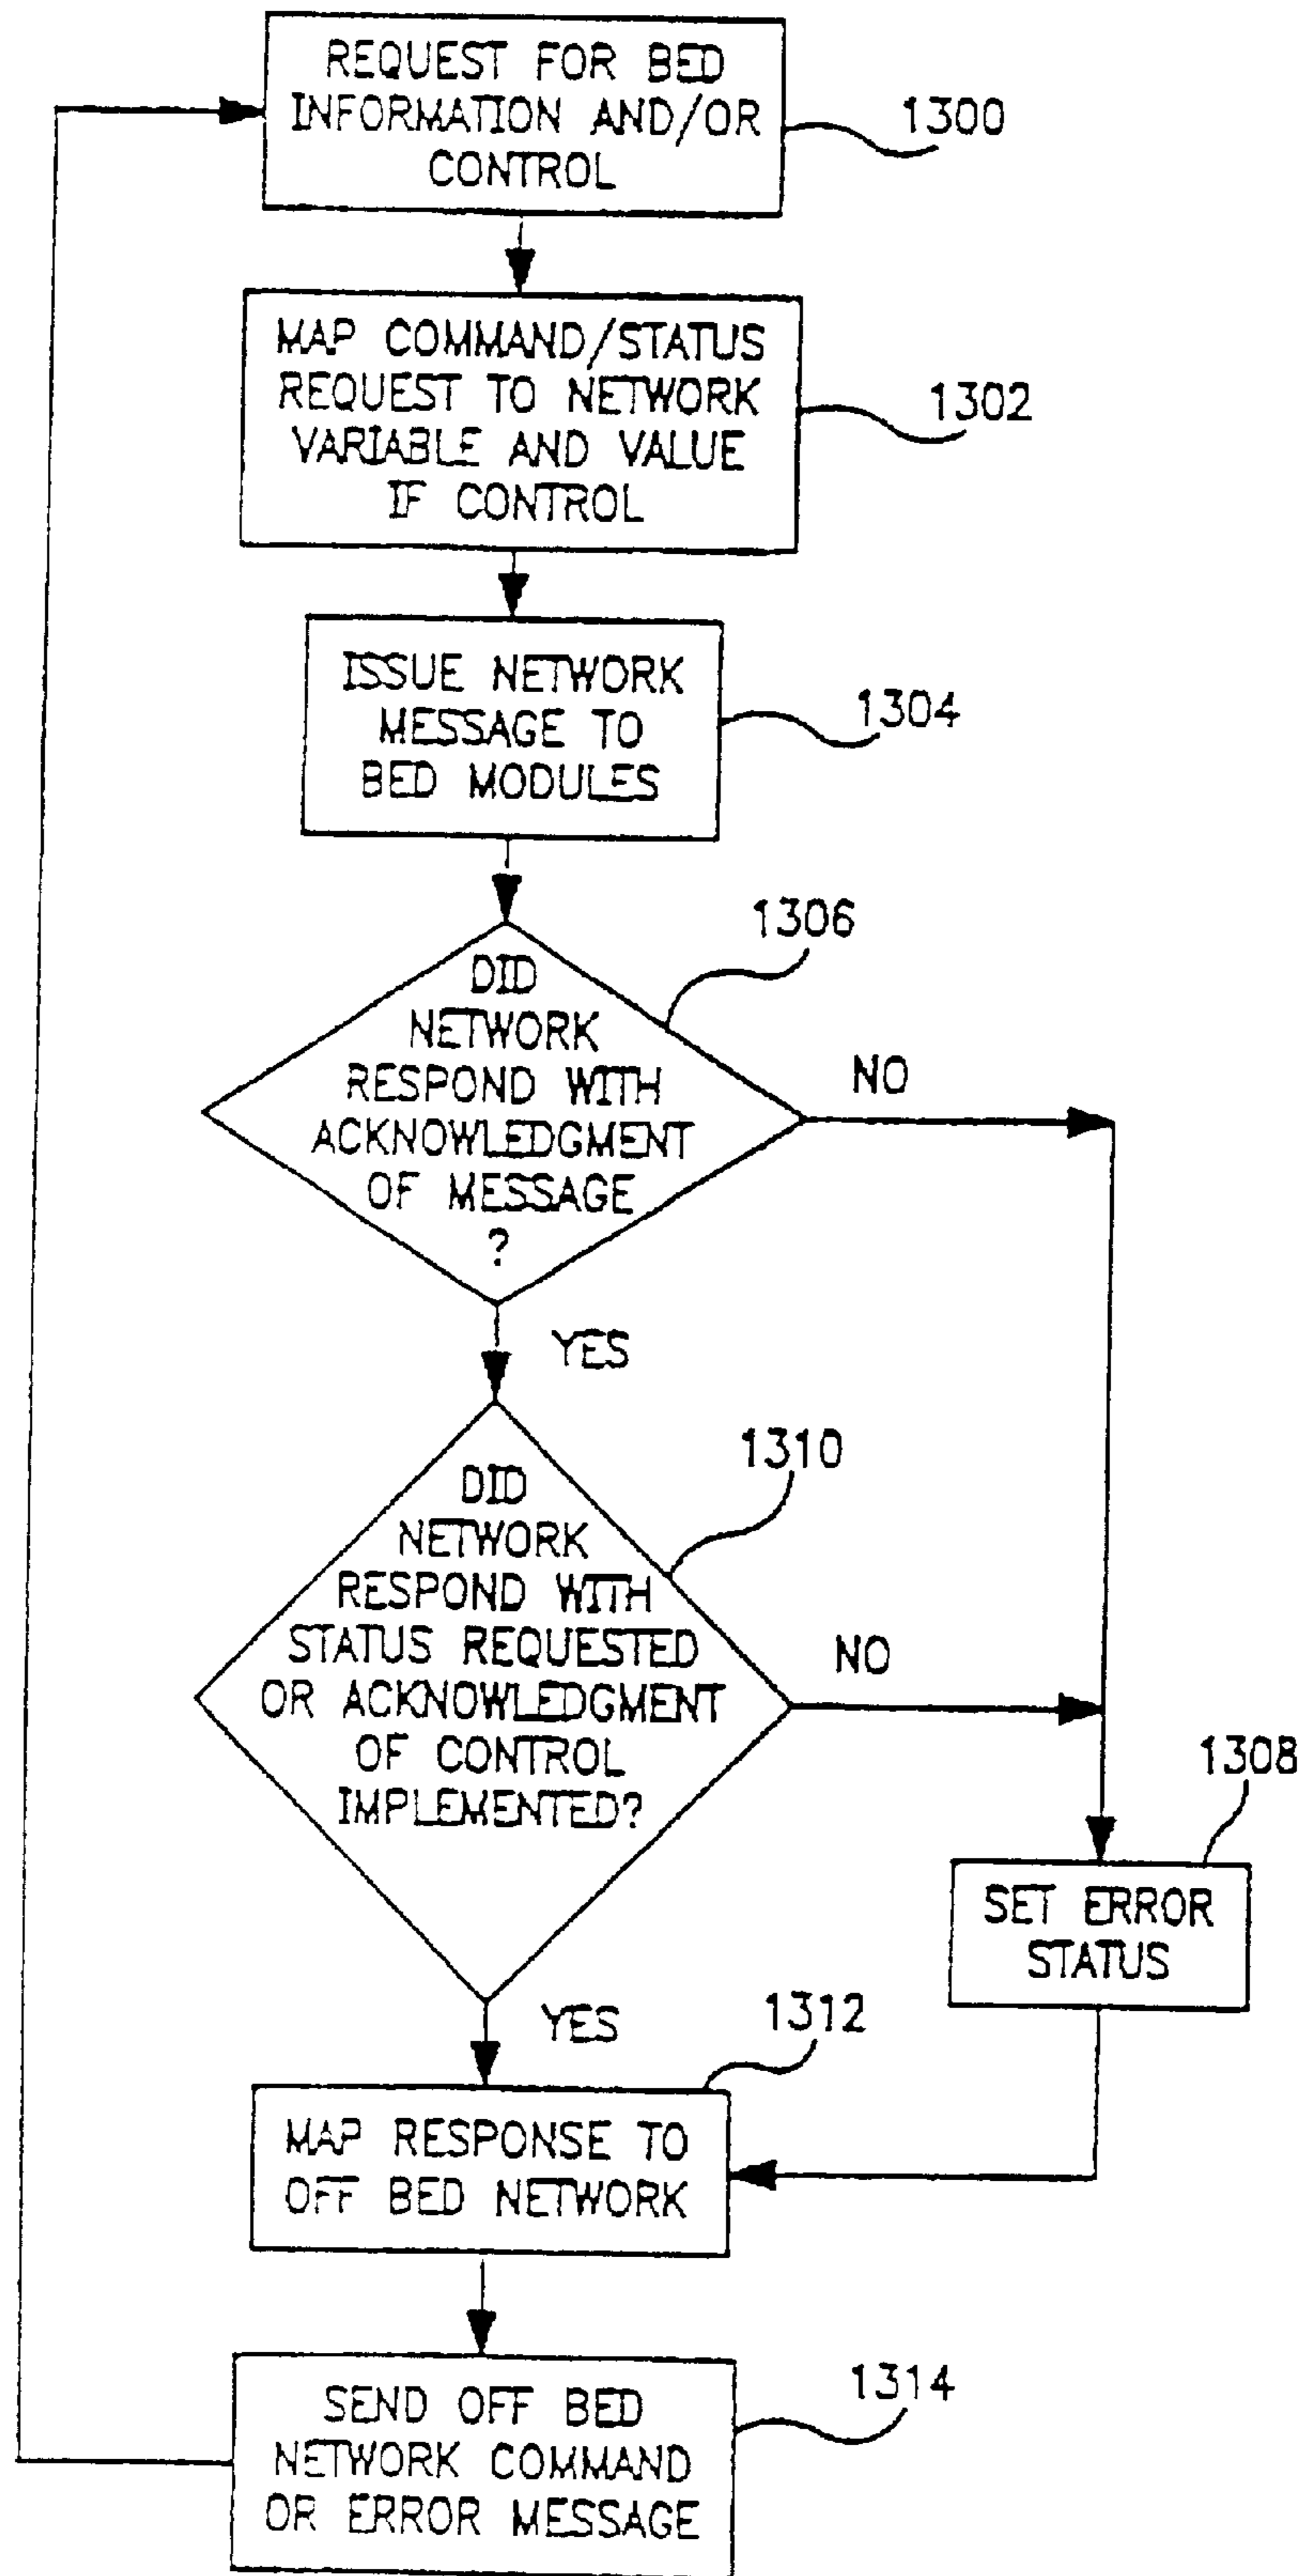 REQUEST FOR BED
INFORMATION AND/OR
CONTROL
1300
MAP COMMAND/STATUS
REQUEST TO NETWORK
VARIABLE AND VALUE
IF CONTROL
1302
ISSUE NETWORK
MESSAGE TO
BED MODULES
1304
1306
DID
NETWORK
RESPOND WITH
ACKNOWLEDGMENT
OF MESSAGE
?
NO
YES
1310
DID
NETWORK
RESPOND WITH
STATUS REQUESTED
OR ACKNOWLEDGMENT
OF CONTROL
IMPLEMENTED?
NO
1308
SET ERROR
STATUS
YES
1312
MAP RESPONSE TO
OFF BED NETWORK
1314
SEND OFF BED
NETWORK COMMAND
OR ERROR MESSAGE